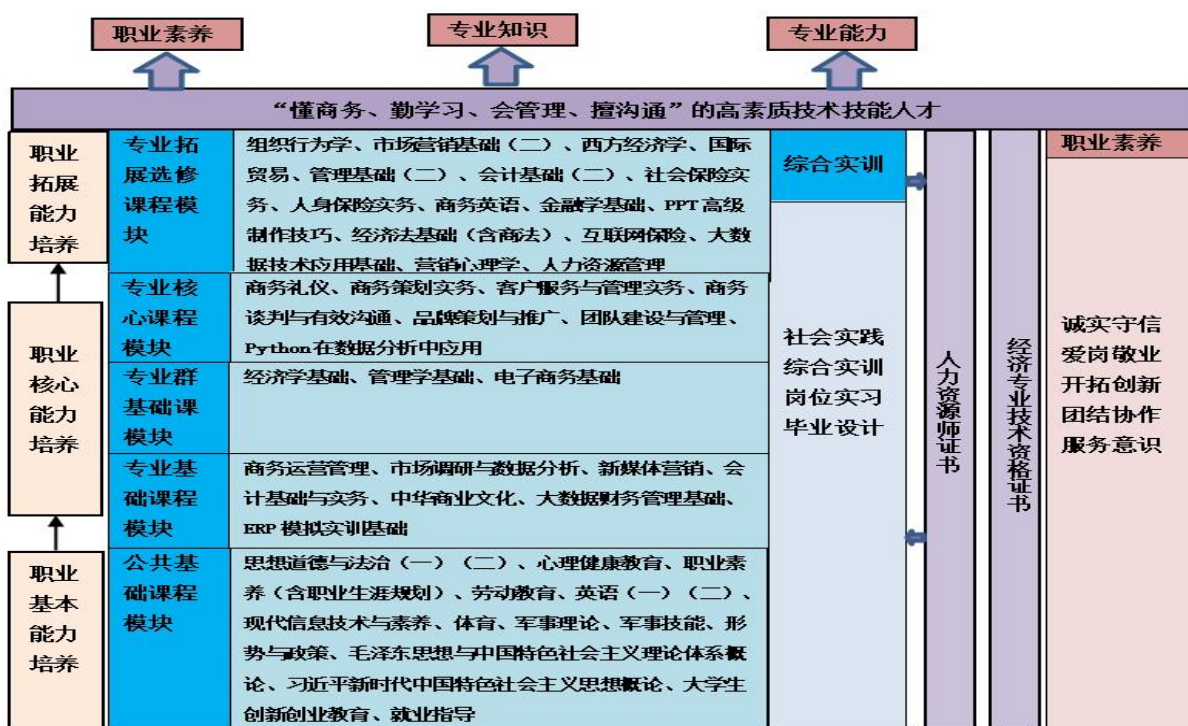 职业素养
专业知识
专业能力
“懂商务、勤学习、会管理、擅沟通”的高素质技术技能人才
职业
拓展
能力
培养
专业拓
展选修
课程模
块
组织行为学、市场营销基础（二）、西方经济学、国际
贸易、管理基础（二）、会计基础（二）、社会保险实
务、人身保险实务、商务英语、金融学基础、PPT 高级
制作技巧、经济法基础（含商法）、互联网保险、大数
据技术应用基础、营销心理学、人力资源管理
综合实训
职业
核心
能力
培养
专业核
心课程
模块
商务礼仪、商务策划实务、客户服务与管理实务、商务
谈判与有效沟通、品牌策划与推广、团队建设与管理、
Python 在数据分析中应用
专业群
基础课
模块
经济学基础、管理学基础、电子商务基础
专业基
础课程
模块
商务运营管理、市场调研与数据分析、新媒体营销、会
计基础与实务、中华商业文化、大数据财务管理基础、
ERP 模拟实训基础
职业
基本
能力
培养
公共基
础课程
模块
思想道德与法治（一）（二）、心理健康教育、职业素
养（含职业生涯规划）、劳动教育、英语（一）（二）、
现代信息技术与素养、体育、军事理论、军事技能、形
势与政策、毛泽东思想与中国特色社会主义理论体系概
论、习近平新时代中国特色社会主义思想概论、大学生
创新创业教育、就业指导
社会实践
综合实训
岗位实习
毕业设计
人力资源师证书
经济专业技术资格证书
职业素养
诚实守信
爱岗敬业
开拓创新
团结协作
服务意识